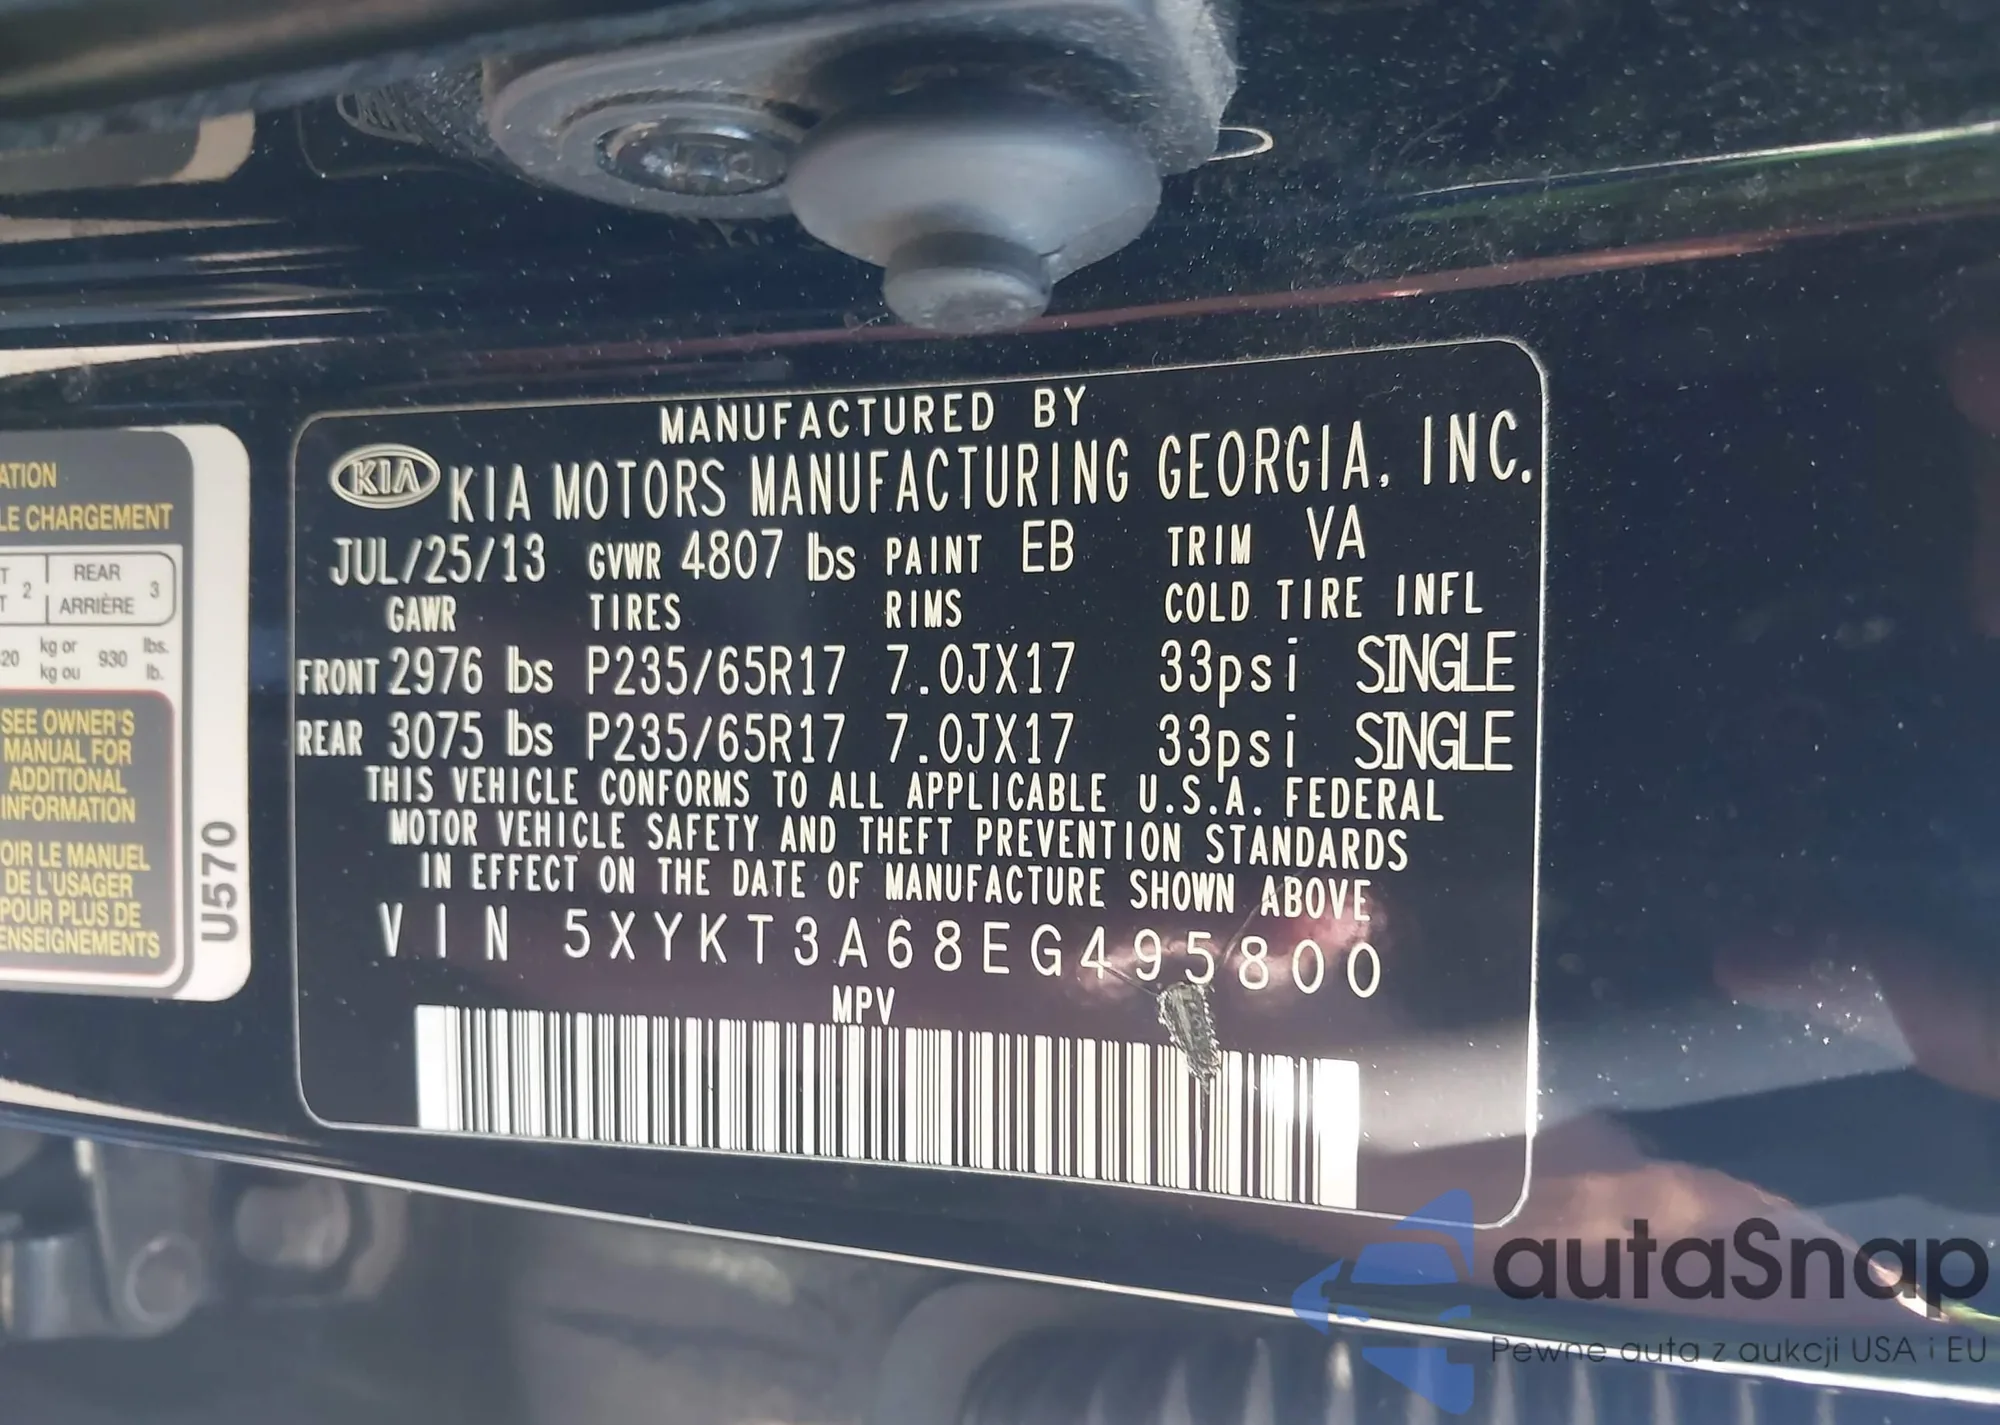 ATION
LE CHARGEMENT
2 REAR 3
ARRIÈRE
kg or 930 lbs.
kg ou lb.
SEE OWNER'S
MANUAL FOR
ADDITIONAL
INFORMATION
OIR LE MANUEL
DE L'USAGER
POUR PLUS DE
ENSEIGNEMENTS
U570
MANUFACTURED BY
KIA KIA MOTORS MANUFACTURING GEORGIA, INC.
JUL/25/13 GVWR 4807 lbs PAINT EB TRIM VA
GAWR TIRES RIMS COLD TIRE INFL
FRONT 2976 lbs P235/65R17 7.0JX17 33psi SINGLE
REAR 3075 lbs P235/65R17 7.0JX17 33psi SINGLE
THIS VEHICLE CONFORMS TO ALL APPLICABLE U.S.A. FEDERAL
MOTOR VEHICLE SAFETY AND THEFT PREVENTION STANDARDS
IN EFFECT ON THE DATE OF MANUFACTURE SHOWN ABOVE
VIN 5XYKT3A68EG495800
MPV
autaSnap
Pewne auta z aukcji USA i EU